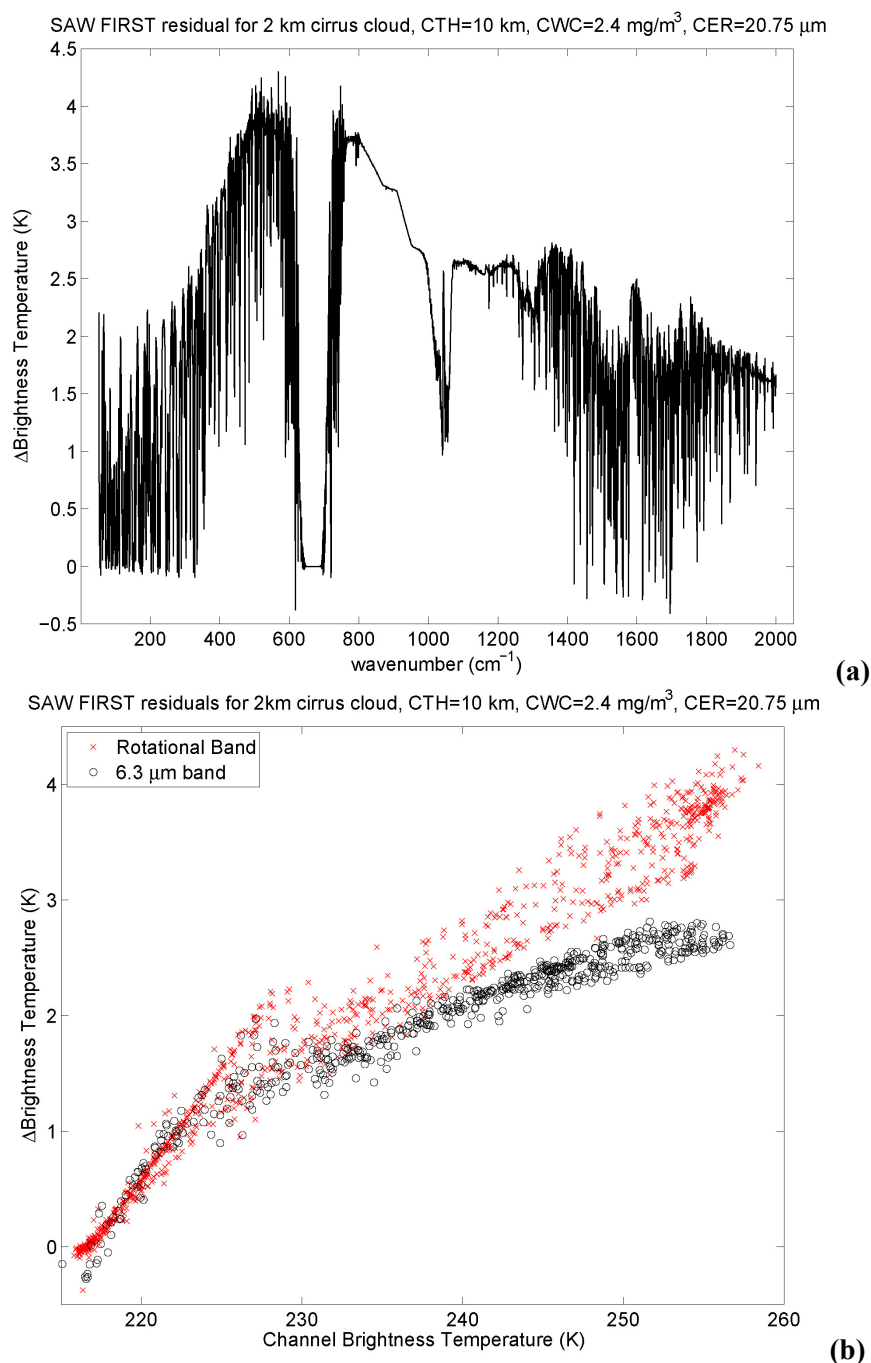 SAW FIRST residual for 2 km cirrus cloud, CTH=10 km, CWC=2.4 mg/m³, CER=20.75 μm
4.5
4
3.5
3
2.5
2
1.5
1
0.5
0
−0.5
ΔBrightness Temperature (K)
200 400 600 800 1000 1200 1400 1600 1800 2000
wavenumber (cm⁻¹)
(a)
SAW FIRST residuals for 2km cirrus cloud, CTH=10 km, CWC=2.4 mg/m³, CER=20.75 μm
Rotational Band
6.3 μm band
4
3
2
1
0
ΔBrightness Temperature (K)
220 230 240 250 260
Channel Brightness Temperature (K)
(b)